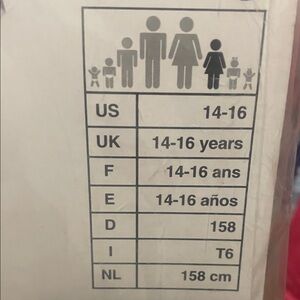 US 14-16
UK 14-16 years
F 14-16 ans
E 14-16 años
D 158
I T6
NL 158 cm